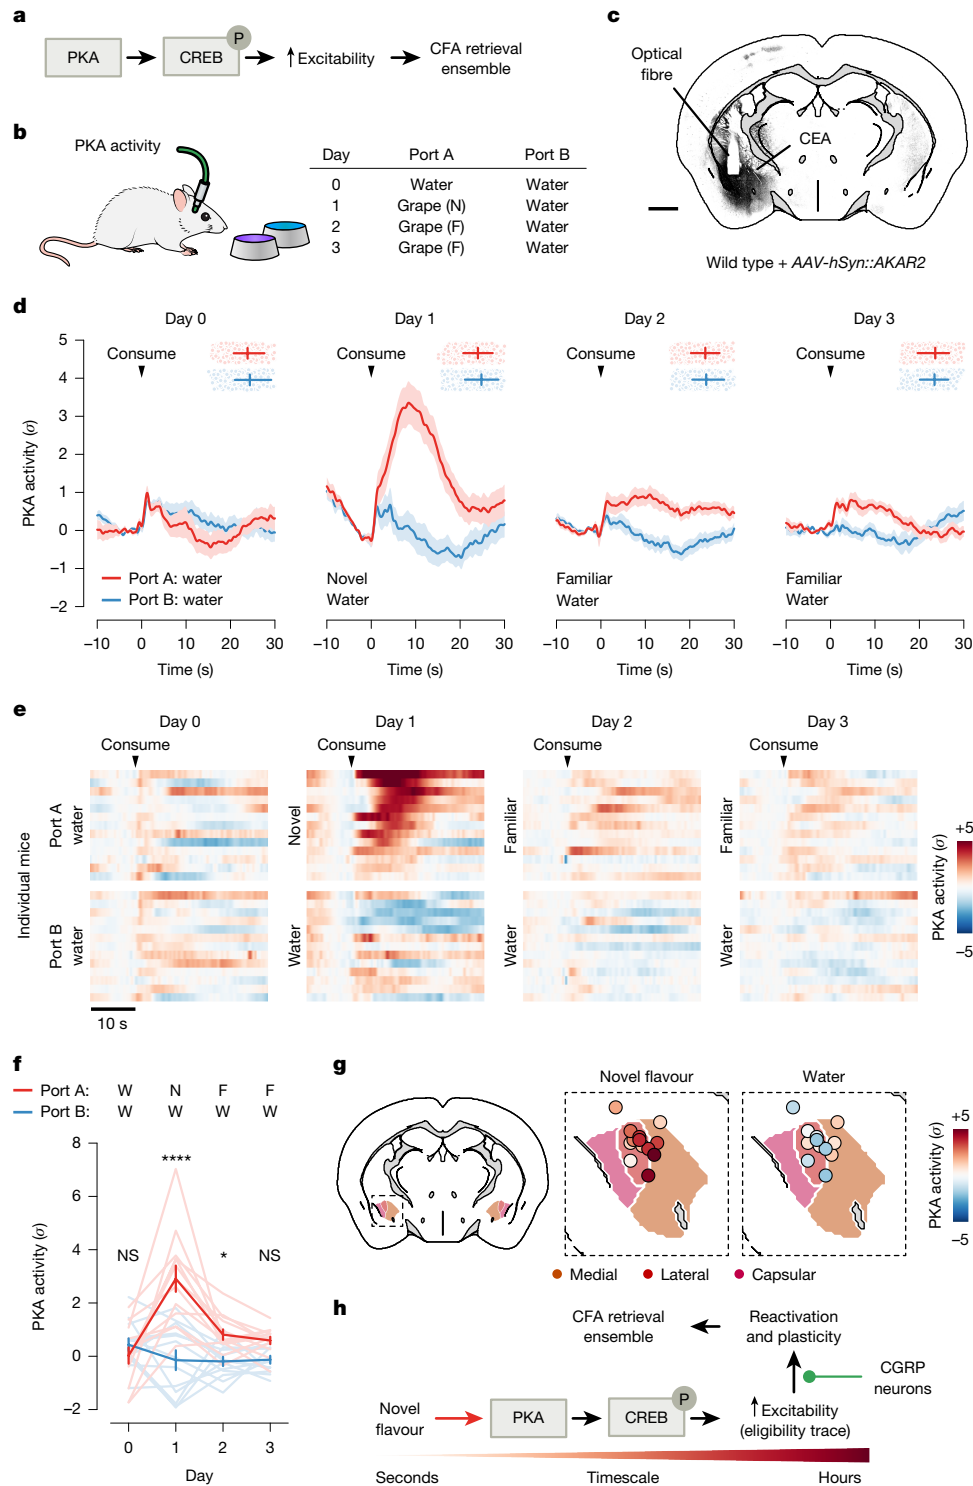 a
PKA
CREB
P
↑ Excitability
CFA retrieval
ensemble
b
PKA activity
Day Port A Port B
0 Water Water
1 Grape (N) Water
2 Grape (F) Water
3 Grape (F) Water
c
Optical
fibre
CEA
Wild type + AAV-hSyn::AKAR2
d
Day 0 Day 1 Day 2 Day 3
Consume Consume Consume Consume
PKA activity (σ)
5
4
3
2
1
0
−1
−2
Port A: water
Port B: water
Novel
Water
Familiar
Water
Familiar
Water
−10 0 10 20 30 −10 0 10 20 30 −10 0 10 20 30 −10 0 10 20 30
Time (s) Time (s) Time (s) Time (s)
e
Day 0 Day 1 Day 2 Day 3
Consume Consume Consume Consume
Individual mice
Port A
water
Port B
water
Novel
Water
Familiar
Water
Familiar
Water
+5
PKA activity (σ)
−5
10 s
f
Port A: W N F F
Port B: W W W W
PKA activity (σ)
8
6
4
2
0
−2
NS **** * NS
0 1 2 3
Day
g
Novel flavour Water
+5
PKA activity (σ)
−5
Medial Lateral Capsular
h
CFA retrieval
ensemble
Reactivation
and plasticity
CGRP
neurons
Novel
flavour
PKA
CREB
P
↑ Excitability
(eligibility trace)
Seconds Timescale Hours